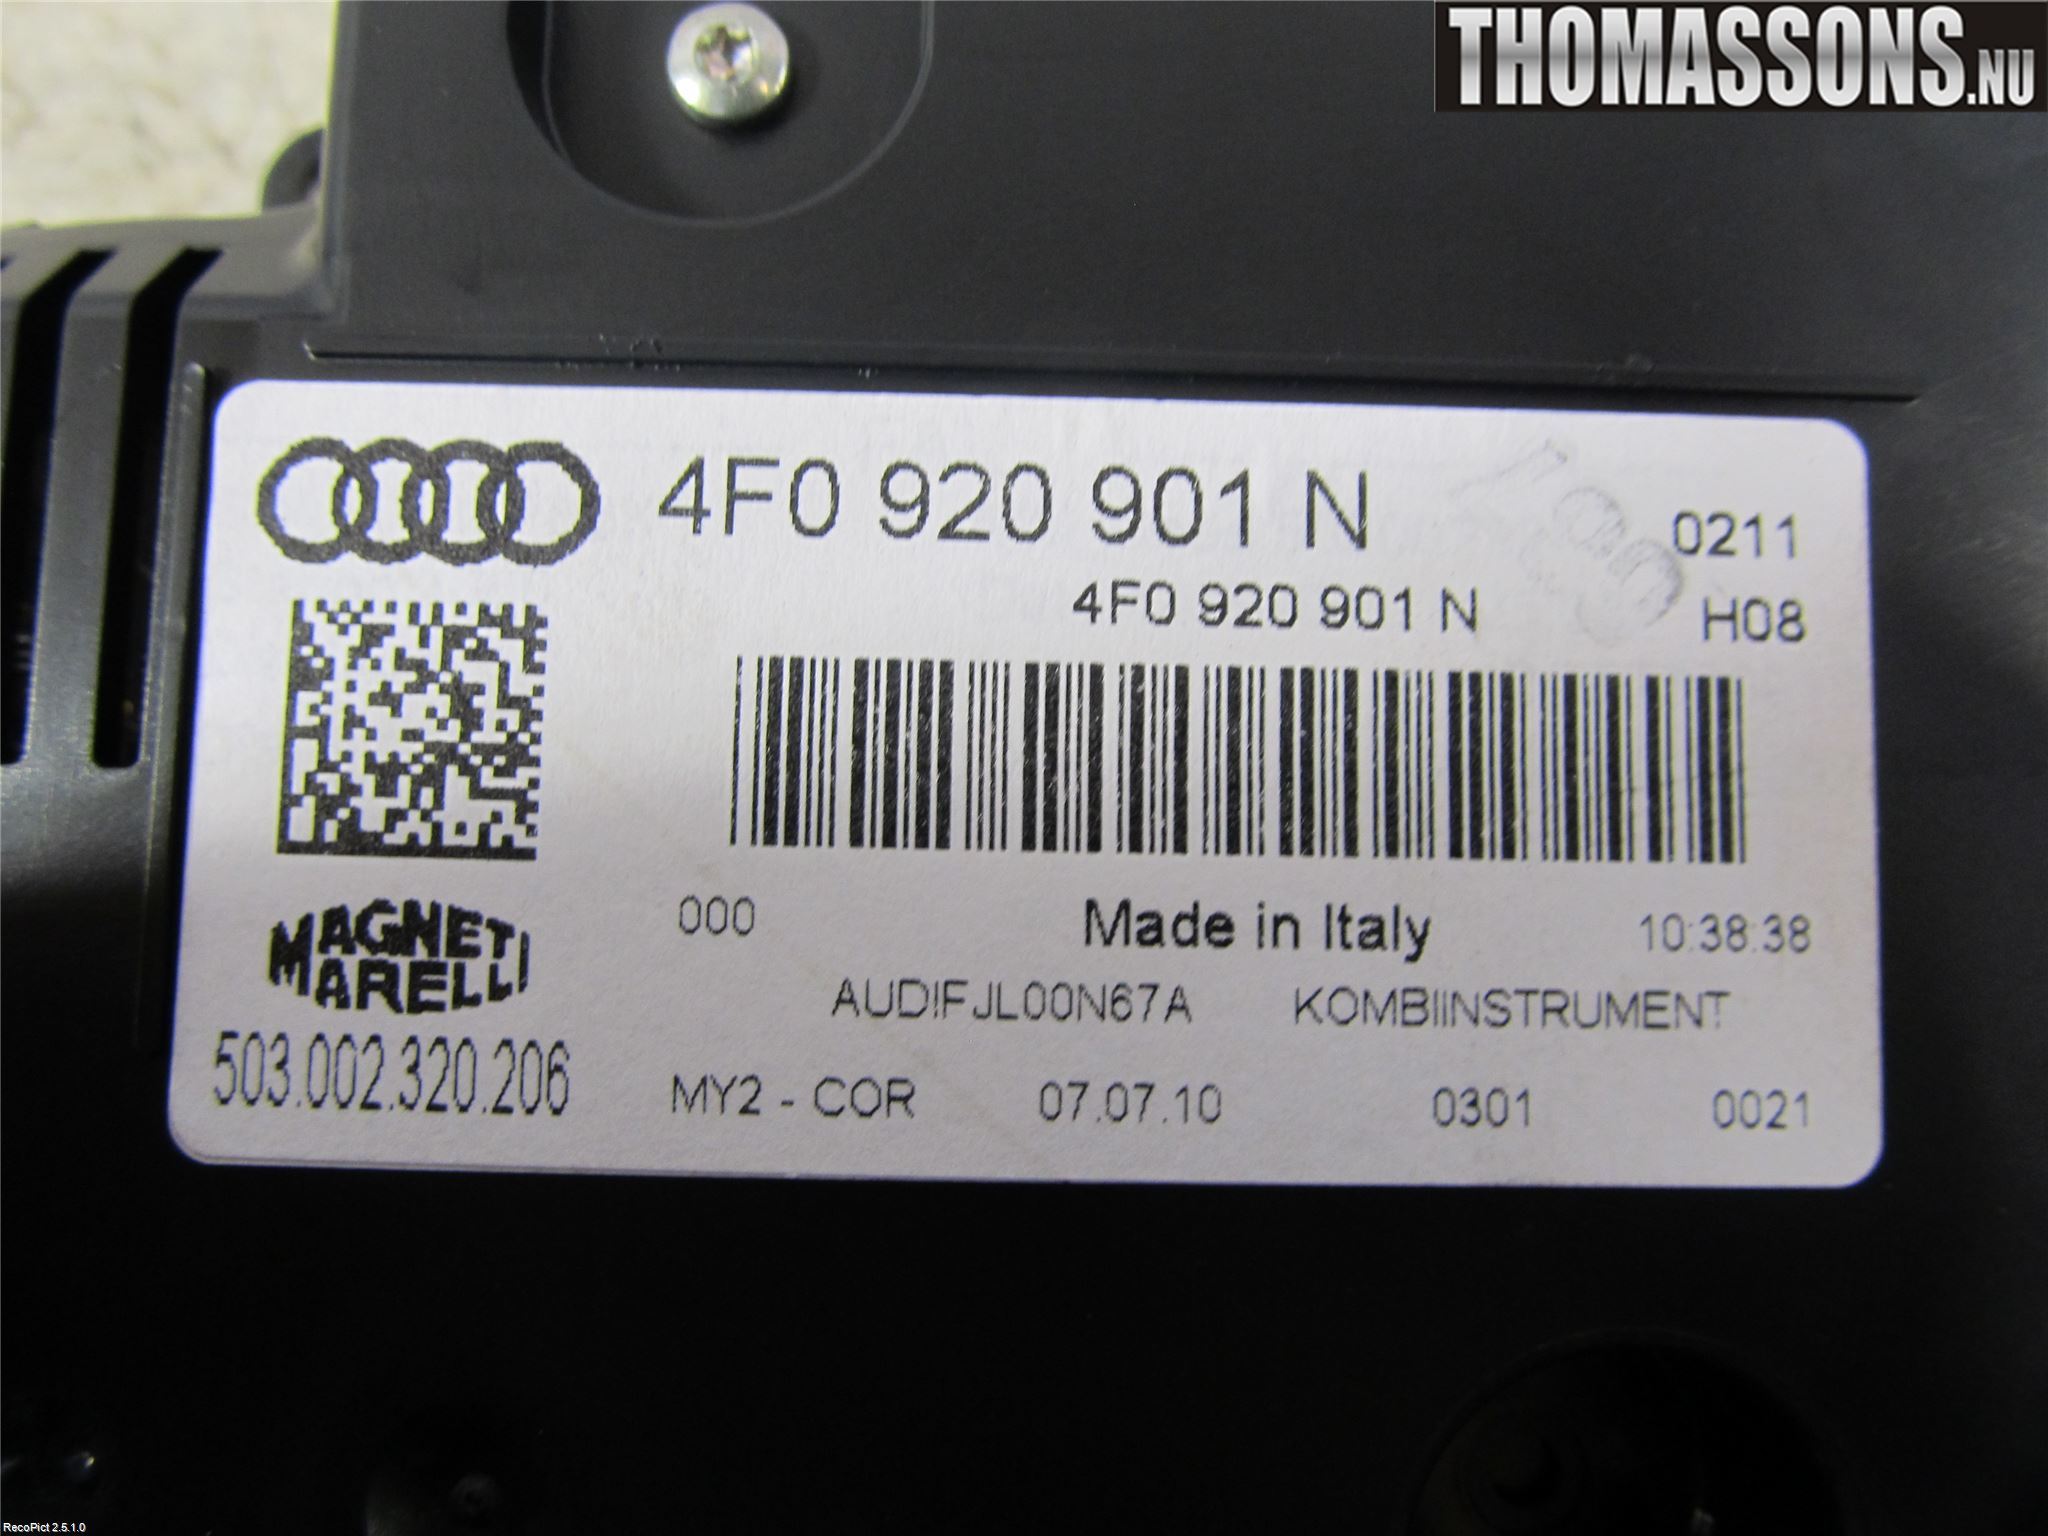 THOMASSONS.NU
4F0 920 901 N
0211
4F0 920 901 N
H08
000
Made in Italy
10:38:38
MAGNETI
MARELLI
AUDIFJL00N67A KOMBIINSTRUMENT
503.002.320.206
MY2 - COR 07.07.10 0301 0021
RecoPict 2.5.1.0